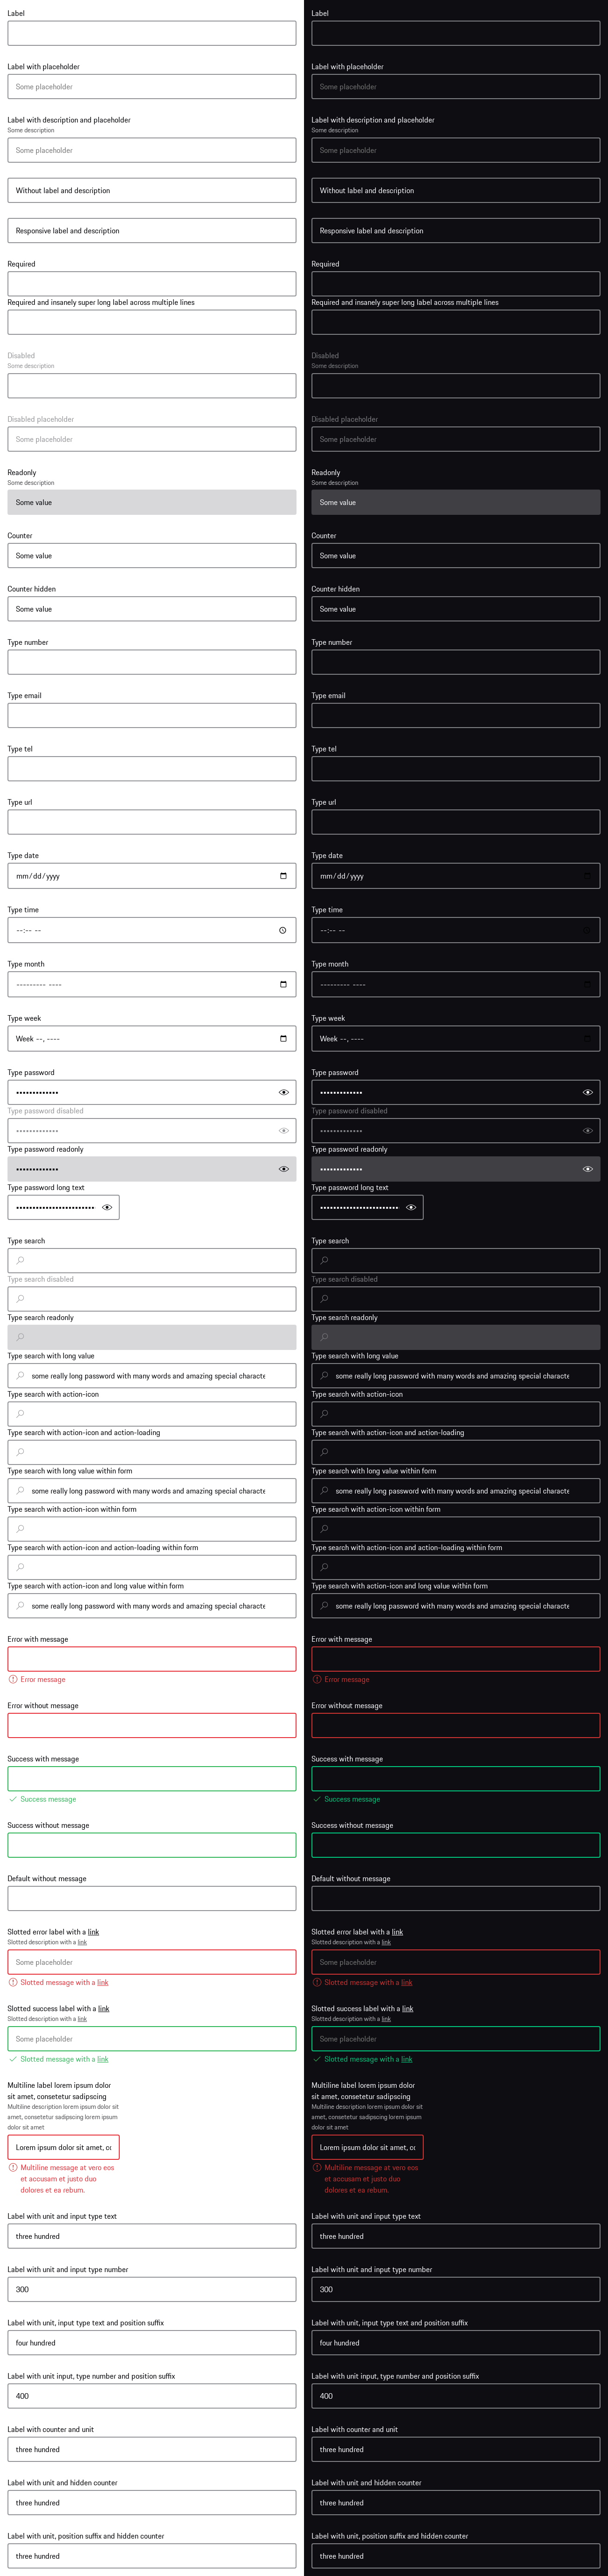 Label
Label with placeholder
Some placeholder
Label with description and placeholder
Some description
Some placeholder
Without label and description
Responsive label and description
Required
Required and insanely super long label across multiple lines
Disabled
Some description
Disabled placeholder
Some placeholder
Readonly
Some description
Some value
Counter
Some value
Counter hidden
Some value
Type number
Type email
Type tel
Type url
Type date
mm/dd/yyyy
Type time
--:-- --
Type month
--------- ----
Type week
Week --, ----
Type password
Type password disabled
Type password readonly
Type password long text
Type search
Type search disabled
Type search readonly
Type search with long value
some really long password with many words and amazing special characte
Type search with action-icon
Type search with action-icon and action-loading
Type search with long value within form
some really long password with many words and amazing special characte
Type search with action-icon within form
Type search with action-icon and action-loading within form
Type search with action-icon and long value within form
some really long password with many words and amazing special characte
Error with message
Error message
Error without message
Success with message
Success message
Success without message
Default without message
Slotted error label with a link
Slotted description with a link
Some placeholder
Slotted message with a link
Slotted success label with a link
Slotted description with a link
Some placeholder
Slotted message with a link
Multiline label lorem ipsum dolor
sit amet, consetetur sadipscing
Multiline description lorem ipsum dolor sit
amet, consetetur sadipscing lorem ipsum
dolor sit amet
Lorem ipsum dolor sit amet, co
Multiline message at vero eos
et accusam et justo duo
dolores et ea rebum.
Label with unit and input type text
three hundred
Label with unit and input type number
300
Label with unit, input type text and position suffix
four hundred
Label with unit input, type number and position suffix
400
Label with counter and unit
three hundred
Label with unit and hidden counter
three hundred
Label with unit, position suffix and hidden counter
three hundred
Label
Label with placeholder
Some placeholder
Label with description and placeholder
Some description
Some placeholder
Without label and description
Responsive label and description
Required
Required and insanely super long label across multiple lines
Disabled
Some description
Disabled placeholder
Some placeholder
Readonly
Some description
Some value
Counter
Some value
Counter hidden
Some value
Type number
Type email
Type tel
Type url
Type date
mm/dd/yyyy
Type time
--:-- --
Type month
--------- ----
Type week
Week --, ----
Type password
Type password disabled
Type password readonly
Type password long text
Type search
Type search disabled
Type search readonly
Type search with long value
some really long password with many words and amazing special characte
Type search with action-icon
Type search with action-icon and action-loading
Type search with long value within form
some really long password with many words and amazing special characte
Type search with action-icon within form
Type search with action-icon and action-loading within form
Type search with action-icon and long value within form
some really long password with many words and amazing special characte
Error with message
Error message
Error without message
Success with message
Success message
Success without message
Default without message
Slotted error label with a link
Slotted description with a link
Some placeholder
Slotted message with a link
Slotted success label with a link
Slotted description with a link
Some placeholder
Slotted message with a link
Multiline label lorem ipsum dolor
sit amet, consetetur sadipscing
Multiline description lorem ipsum dolor sit
amet, consetetur sadipscing lorem ipsum
dolor sit amet
Lorem ipsum dolor sit amet, co
Multiline message at vero eos
et accusam et justo duo
dolores et ea rebum.
Label with unit and input type text
three hundred
Label with unit and input type number
300
Label with unit, input type text and position suffix
four hundred
Label with unit input, type number and position suffix
400
Label with counter and unit
three hundred
Label with unit and hidden counter
three hundred
Label with unit, position suffix and hidden counter
three hundred